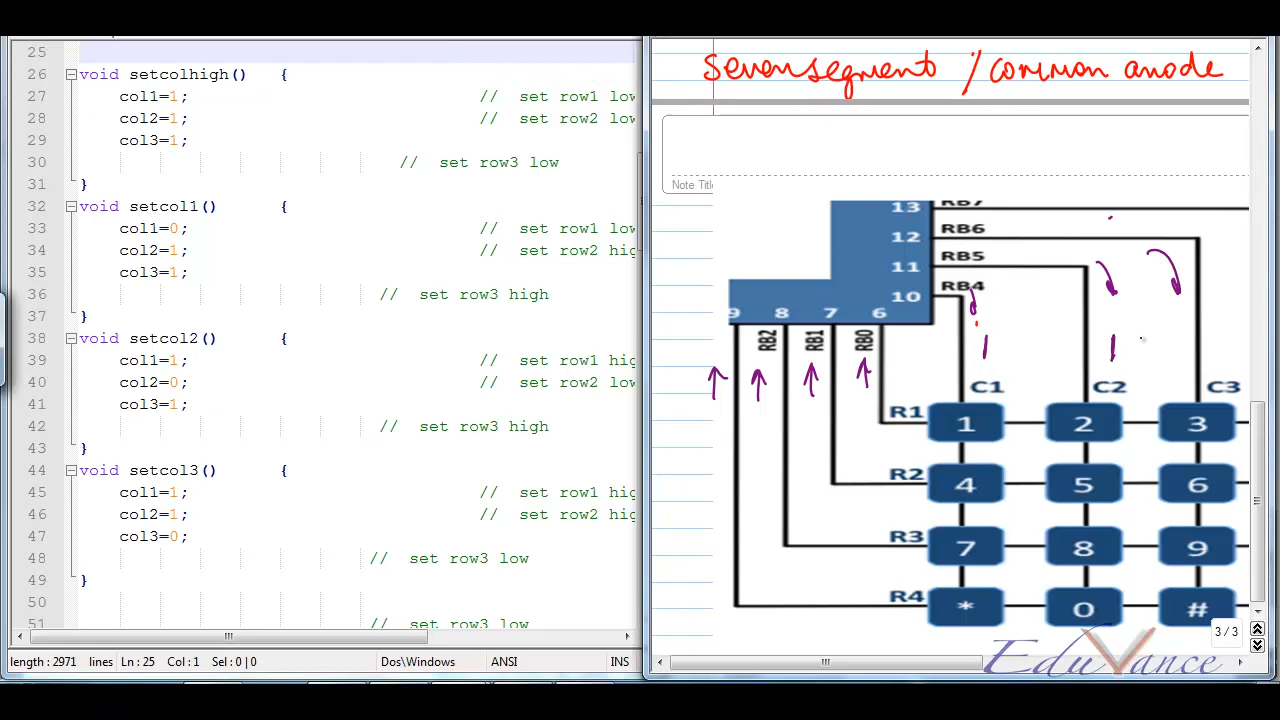 25
26 void setcolhigh() {
27 col1=1; // set row1 low
28 col2=1; // set row2 low
29 col3=1;
30 // set row3 low
31 }
32 void setcol1() {
33 col1=0; // set row1 low
34 col2=1; // set row2 high
35 col3=1;
36 // set row3 high
37 }
38 void setcol2() {
39 col1=1; // set row1 high
40 col2=0; // set row2 low
41 col3=1;
42 // set row3 high
43 }
44 void setcol3() {
45 col1=1; // set row1 hig
46 col2=1; // set row2 hig
47 col3=0;
48 // set row3 low
49 }
50
51 // set row3 low
length: 2971 lines Ln : 25 Col : 1 Sel : 0 | 0 Dos\Windows ANSI INS
Sevensegment / common anode
Note Title
13 RB7
12 RB6
11 RB5
10 RB4
9 8 7 6
RB2 RB1 RB0
1 1
C1 C2 C3
R1 1 2 3
R2 4 5 6
R3 7 8 9
R4 * 0 #
3 / 3
EduVance